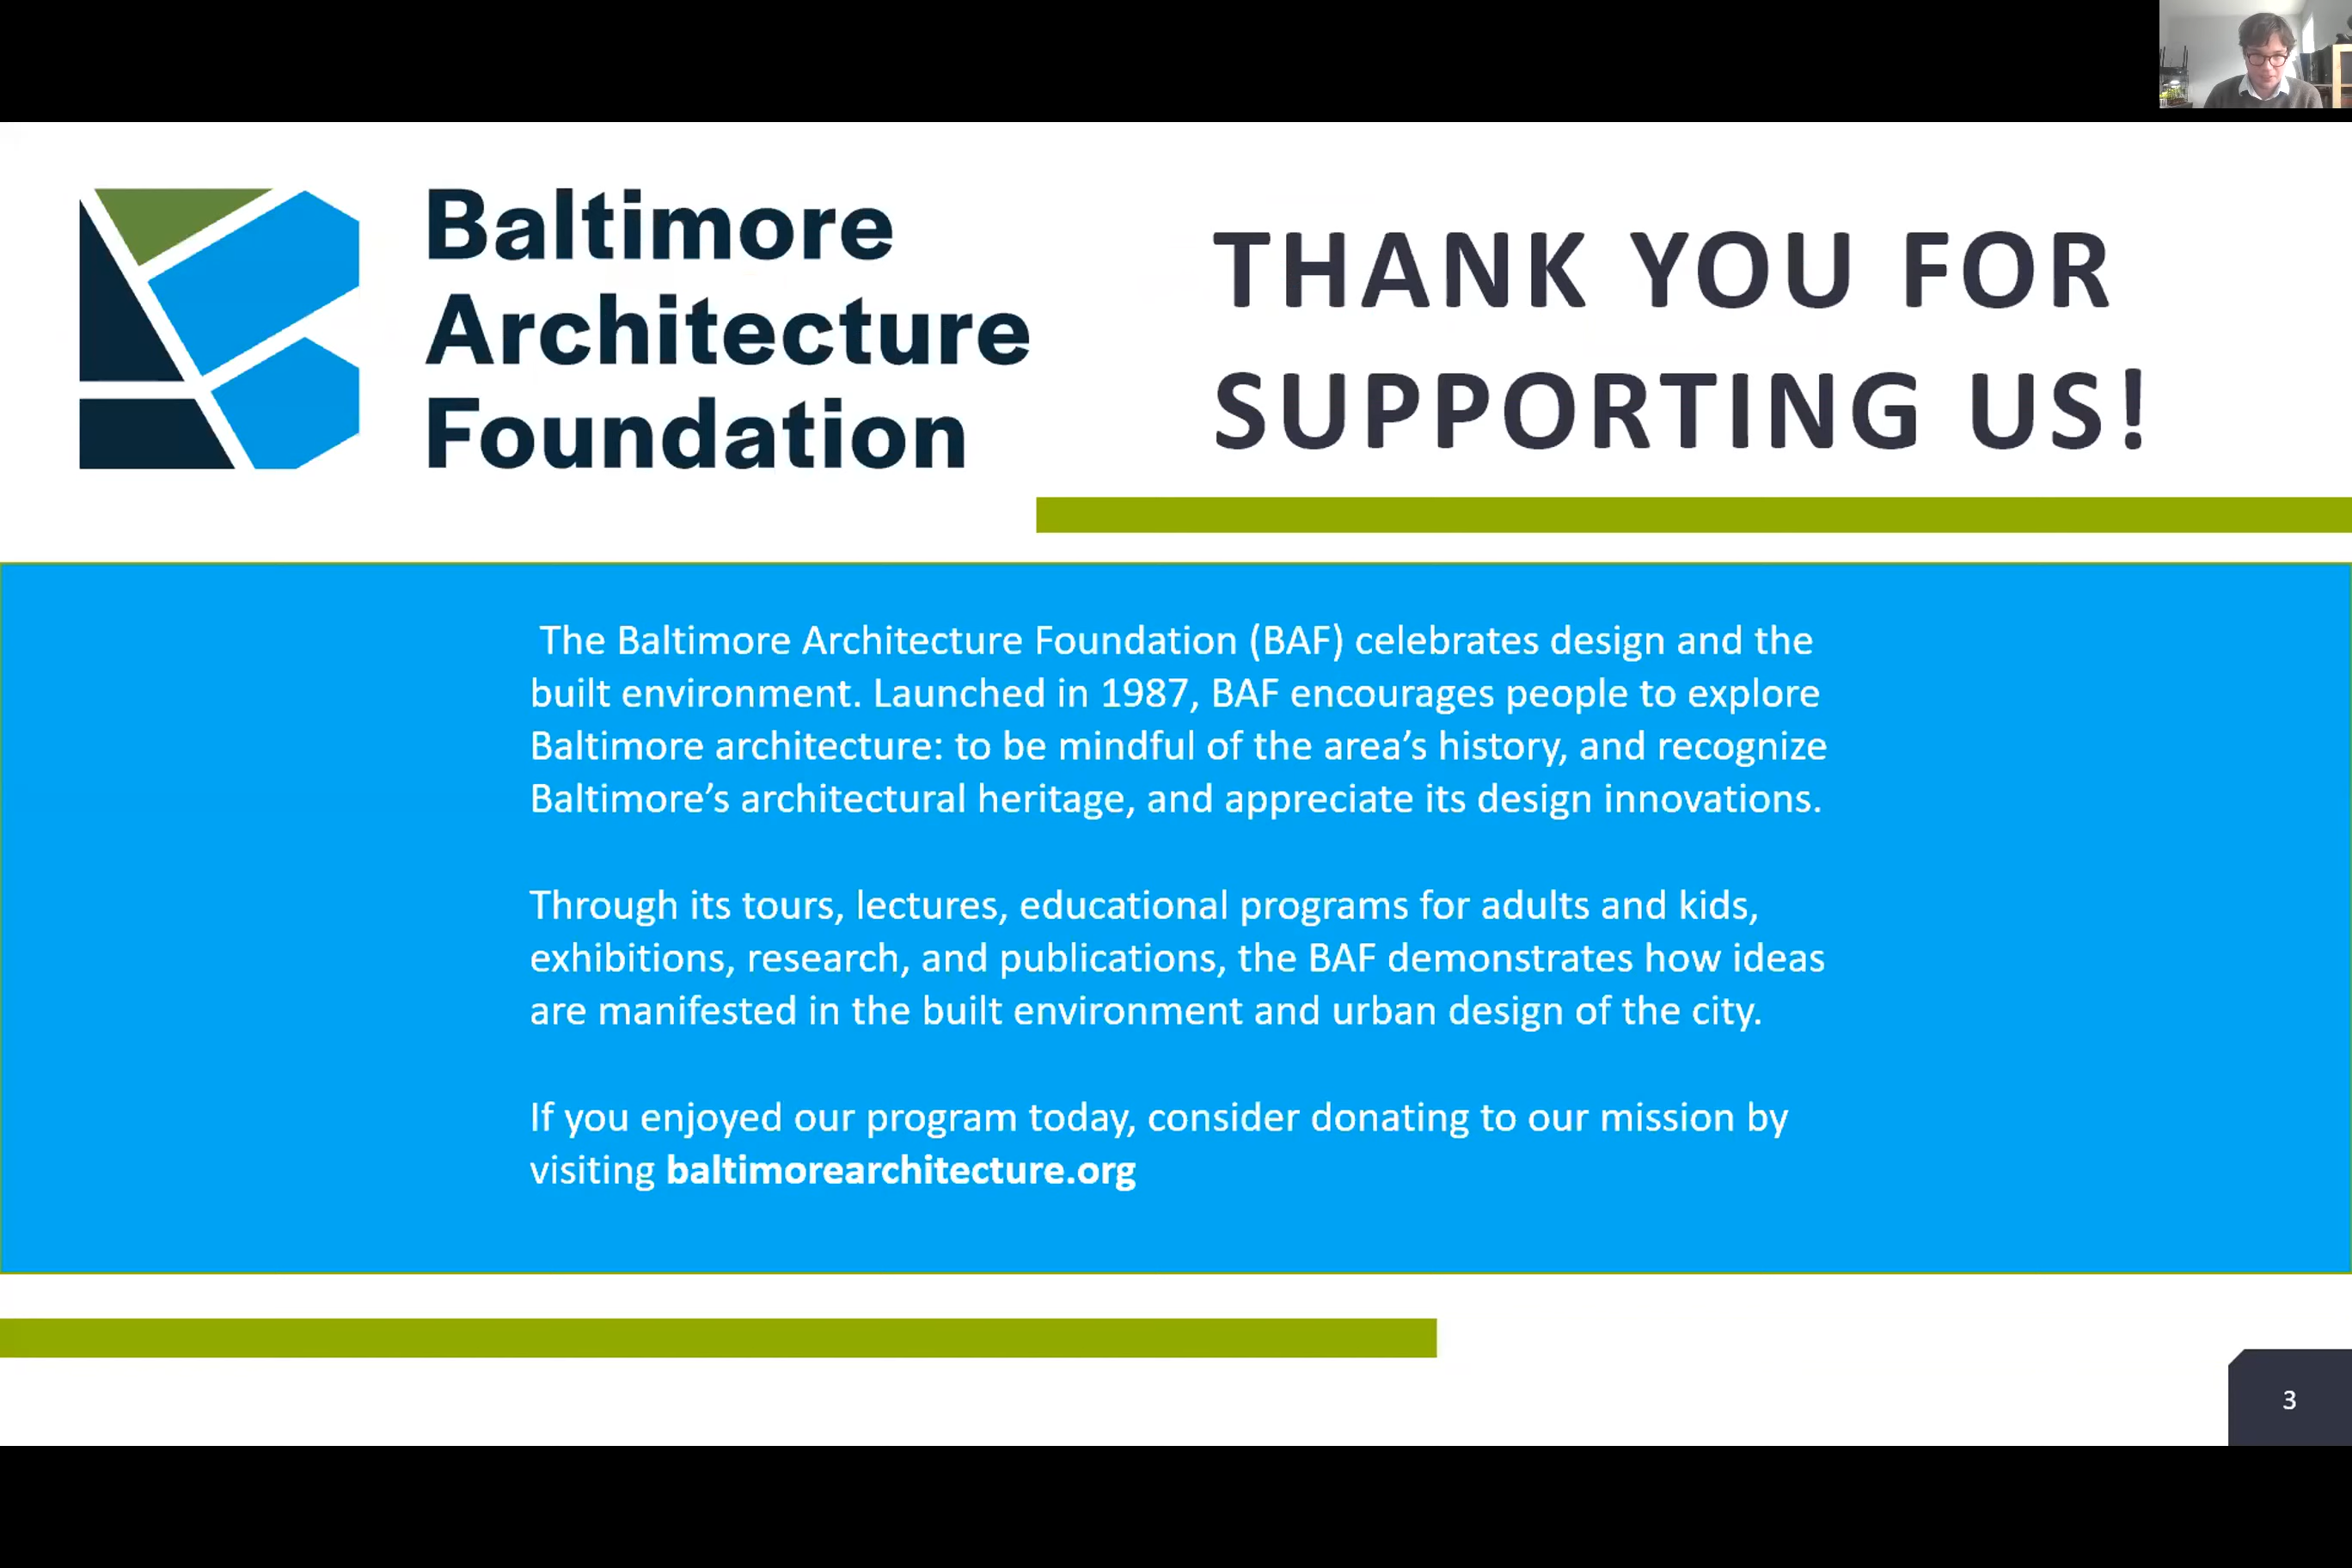 Baltimore
Architecture
Foundation
THANK YOU FOR
SUPPORTING US!
The Baltimore Architecture Foundation (BAF) celebrates design and the
built environment. Launched in 1987, BAF encourages people to explore
Baltimore architecture: to be mindful of the area’s history, and recognize
Baltimore’s architectural heritage, and appreciate its design innovations.
Through its tours, lectures, educational programs for adults and kids,
exhibitions, research, and publications, the BAF demonstrates how ideas
are manifested in the built environment and urban design of the city.
If you enjoyed our program today, consider donating to our mission by
visiting baltimorearchitecture.org
3